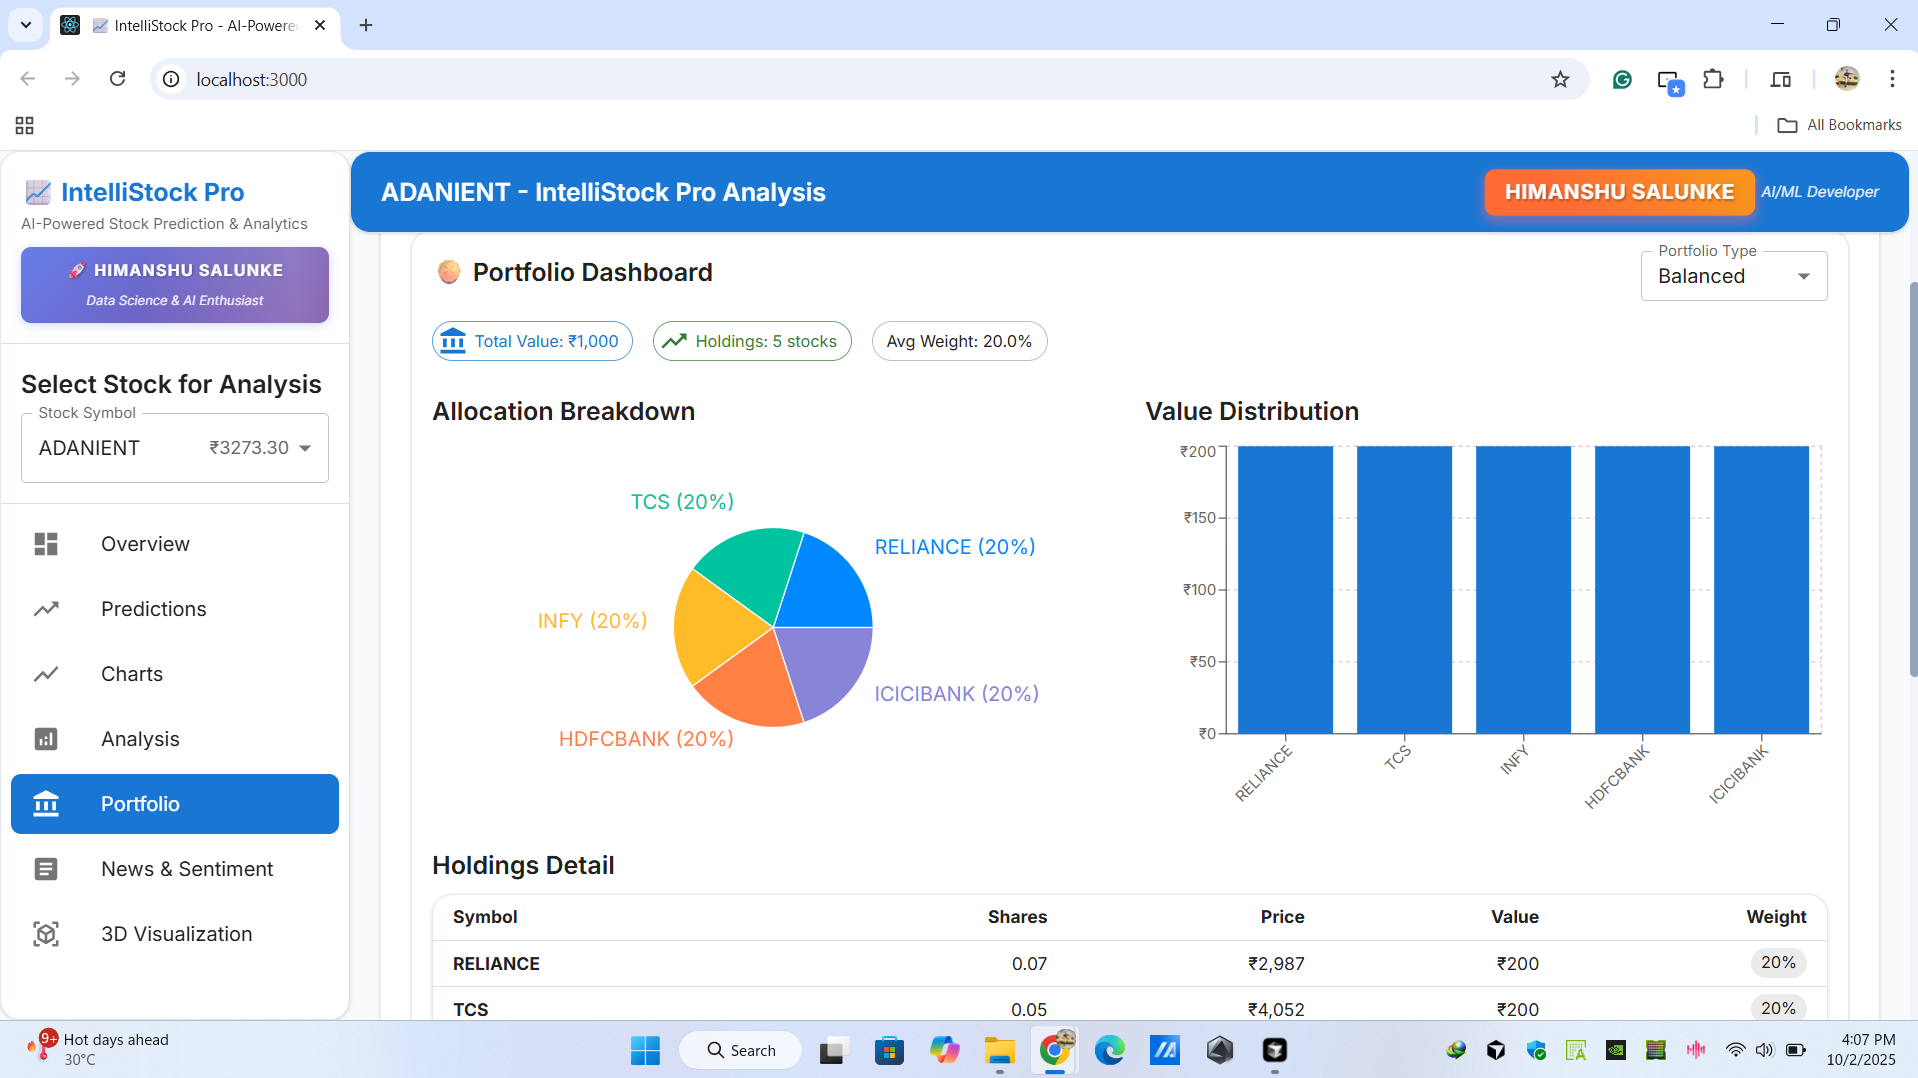 IntelliStock Pro - AI-Powere
localhost:3000
All Bookmarks
IntelliStock Pro
AI-Powered Stock Prediction & Analytics
HIMANSHU SALUNKE
Data Science & AI Enthusiast
Select Stock for Analysis
Stock Symbol
ADANIENT ₹3273.30
Overview
Predictions
Charts
Analysis
Portfolio
News & Sentiment
3D Visualization
ADANIENT - IntelliStock Pro Analysis
HIMANSHU SALUNKE AI/ML Developer
Portfolio Dashboard
Portfolio Type
Balanced
Total Value: ₹1,000
Holdings: 5 stocks
Avg Weight: 20.0%
Allocation Breakdown
TCS (20%)
RELIANCE (20%)
INFY (20%)
ICICIBANK (20%)
HDFCBANK (20%)
Value Distribution
₹200
₹150
₹100
₹50
₹0
RELIANCE
TCS
INFY
HDFCBANK
ICICIBANK
Holdings Detail
Symbol Shares Price Value Weight
RELIANCE 0.07 ₹2,987 ₹200 20%
TCS 0.05 ₹4,052 ₹200 20%
9+
Hot days ahead
30°C
Search
4:07 PM
10/2/2025